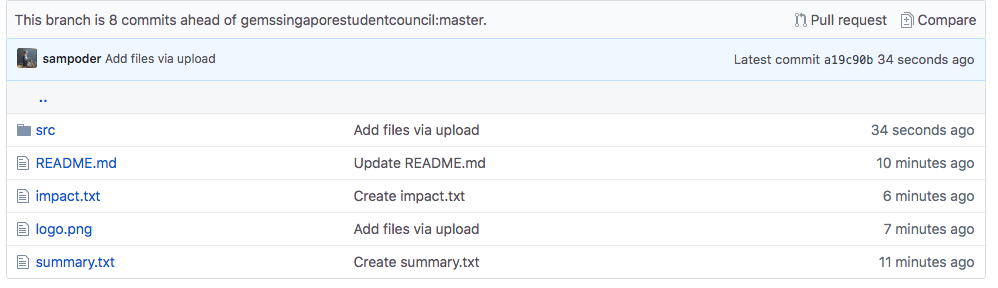 This branch is 8 commits ahead of gemssingaporestudentcouncil:master. Pull request Compare
sampoder Add files via upload Latest commit a19c90b 34 seconds ago
..
src Add files via upload 34 seconds ago
README.md Update README.md 10 minutes ago
impact.txt Create impact.txt 6 minutes ago
logo.png Add files via upload 7 minutes ago
summary.txt Create summary.txt 11 minutes ago